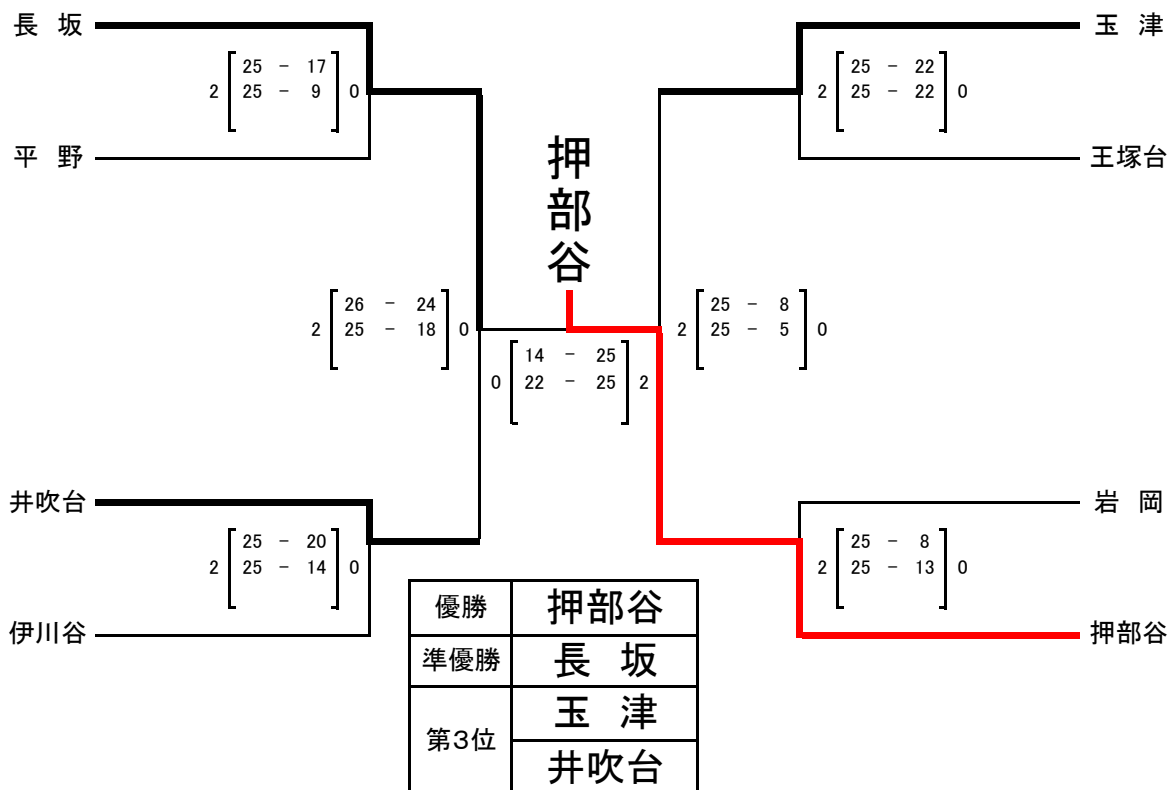 長 坂
2 25 - 17 0
25 - 9
平 野
玉 津
2 25 - 22 0
25 - 22
王塚台
押部谷
2 26 - 24 0
25 - 18
2 25 - 8 0
25 - 5
0 14 - 25 2
22 - 25
井吹台
2 25 - 20 0
25 - 14
伊川谷
岩 岡
2 25 - 8 0
25 - 13
押部谷
優勝 押部谷
準優勝 長 坂
第3位 玉 津
井吹台